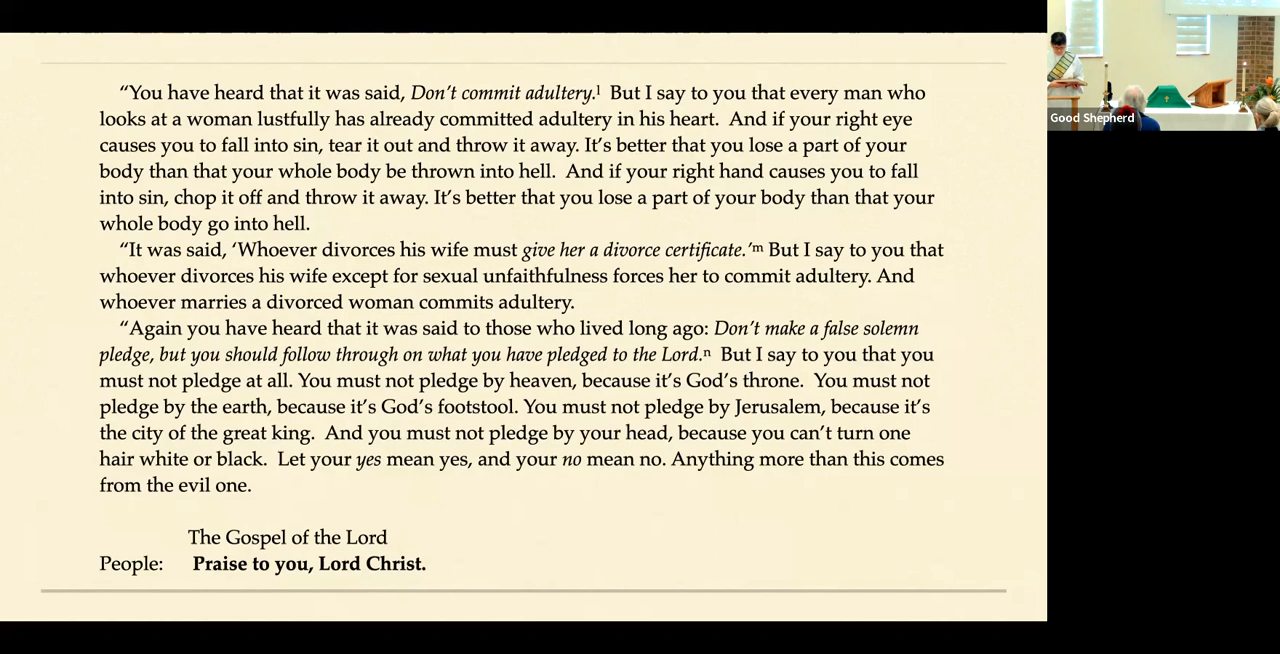 “You have heard that it was said, Don’t commit adultery.l But I say to you that every man who
looks at a woman lustfully has already committed adultery in his heart. And if your right eye
causes you to fall into sin, tear it out and throw it away. It’s better that you lose a part of your
body than that your whole body be thrown into hell. And if your right hand causes you to fall
into sin, chop it off and throw it away. It’s better that you lose a part of your body than that your
whole body go into hell.
“It was said, ‘Whoever divorces his wife must give her a divorce certificate.’m But I say to you that
whoever divorces his wife except for sexual unfaithfulness forces her to commit adultery. And
whoever marries a divorced woman commits adultery.
“Again you have heard that it was said to those who lived long ago: Don’t make a false solemn
pledge, but you should follow through on what you have pledged to the Lord.n But I say to you that you
must not pledge at all. You must not pledge by heaven, because it’s God’s throne. You must not
pledge by the earth, because it’s God’s footstool. You must not pledge by Jerusalem, because it’s
the city of the great king. And you must not pledge by your head, because you can’t turn one
hair white or black. Let your yes mean yes, and your no mean no. Anything more than this comes
from the evil one.
The Gospel of the Lord
People: Praise to you, Lord Christ.
Good Shepherd